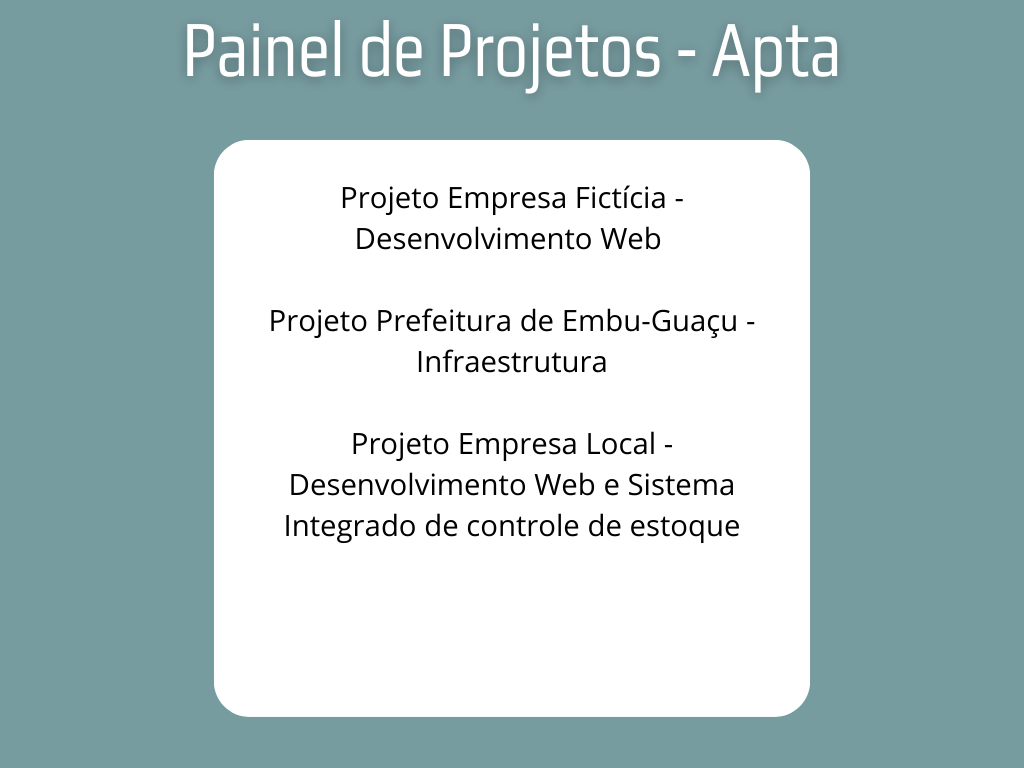 Painel de Projetos - Apta
Projeto Empresa Fictícia -
Desenvolvimento Web
Projeto Prefeitura de Embu-Guaçu -
Infraestrutura
Projeto Empresa Local -
Desenvolvimento Web e Sistema
Integrado de controle de estoque